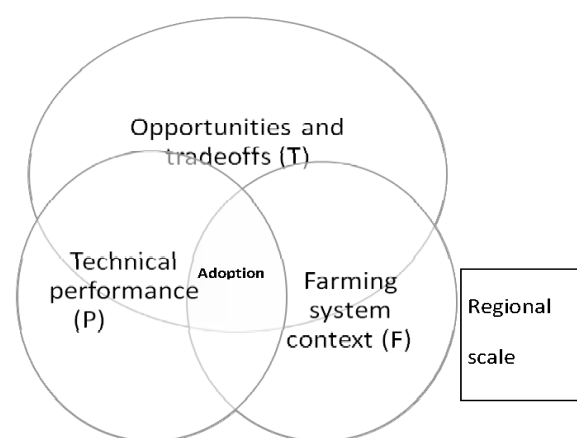 Opportunities and
tradeoffs (T)
Technical
performance
(P)
Adoption
Farming
system
context (F)
Regional
scale